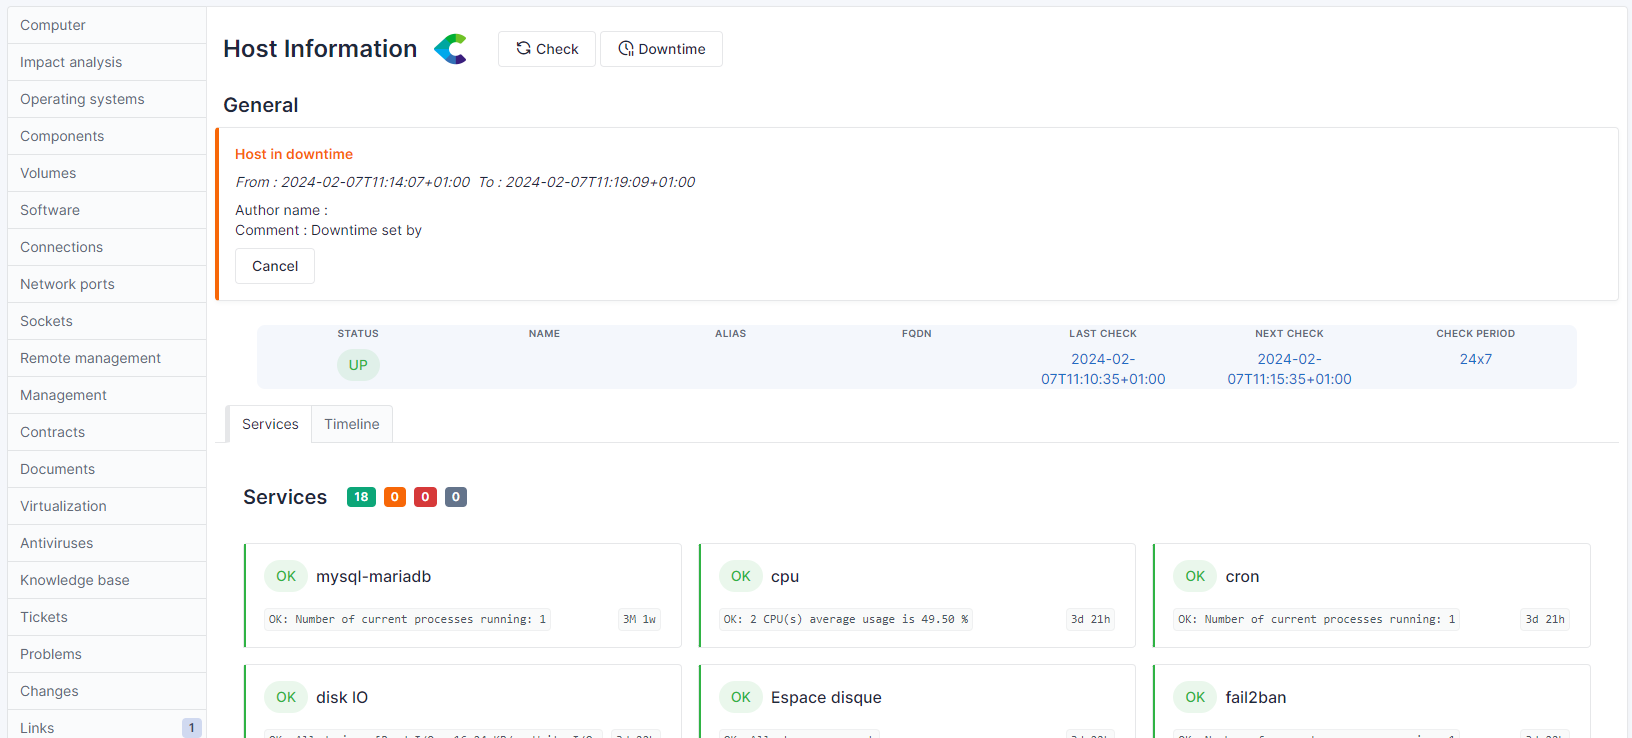 Computer
Impact analysis
Operating systems
Components
Volumes
Software
Connections
Network ports
Sockets
Remote management
Management
Contracts
Documents
Virtualization
Antiviruses
Knowledge base
Tickets
Problems
Changes
Links 1
Host Information Check Downtime
General
Host in downtime
From : 2024-02-07T11:14:07+01:00 To : 2024-02-07T11:19:09+01:00
Author name :
Comment : Downtime set by
Cancel
STATUS NAME ALIAS FQDN LAST CHECK NEXT CHECK CHECK PERIOD
UP 2024-02-07T11:10:35+01:00 2024-02-07T11:15:35+01:00 24x7
Services Timeline
Services 18 0 0 0
OK mysql-mariadb
OK: Number of current processes running: 1 3M 1w
OK cpu
OK: 2 CPU(s) average usage is 49.50 % 3d 21h
OK cron
OK: Number of current processes running: 1 3d 21h
OK disk IO
OK Espace disque
OK fail2ban
OK: Number of current processes running: 1